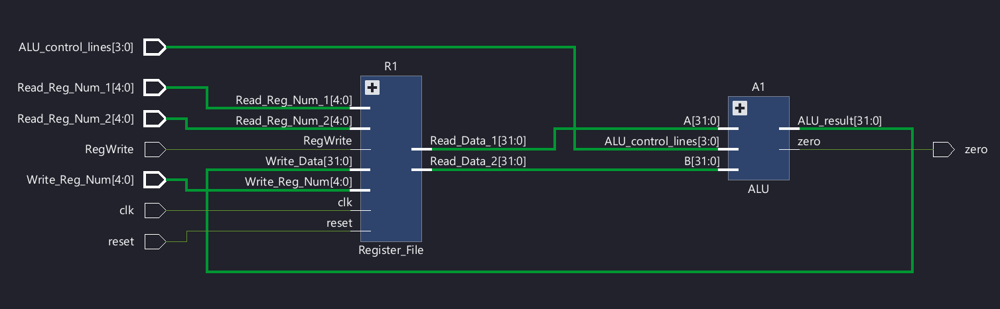 ALU_control_lines[3:0]
Read_Reg_Num_1[4:0]
Read_Reg_Num_2[4:0]
RegWrite
Write_Reg_Num[4:0]
clk
reset
R1
Read_Reg_Num_1[4:0]
Read_Reg_Num_2[4:0]
RegWrite
Write_Data[31:0]
Write_Reg_Num[4:0]
clk
reset
Read_Data_1[31:0]
Read_Data_2[31:0]
Register_File
A1
A[31:0]
ALU_control_lines[3:0]
B[31:0]
ALU_result[31:0]
zero
ALU
zero